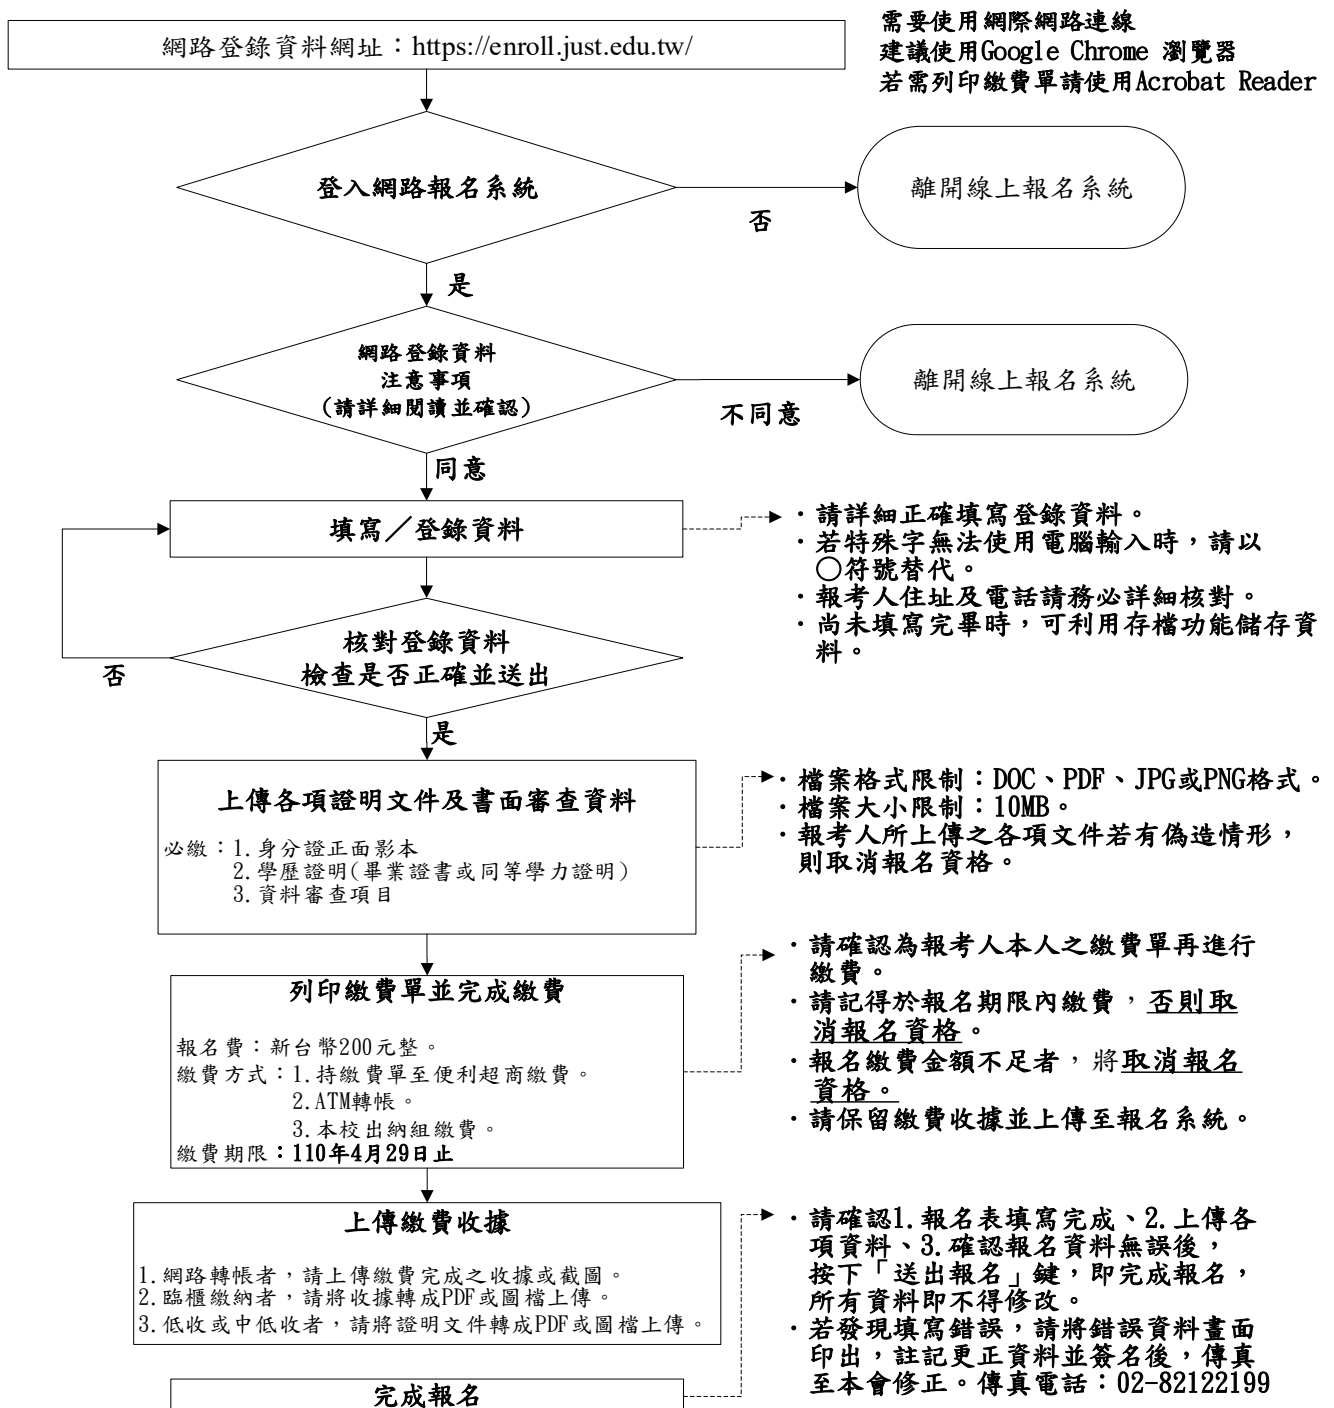 網路登錄資料網址：https://enroll.just.edu.tw/
需要使用網際網路連線
建議使用Google Chrome 瀏覽器
若需列印繳費單請使用Acrobat Reader
登入網路報名系統
否
離開線上報名系統
是
網路登錄資料
注意事項
(請詳細閱讀並確認)
不同意
離開線上報名系統
同意
填寫／登錄資料
・請詳細正確填寫登錄資料。
・若特殊字無法使用電腦輸入時，請以
○符號替代。
・報考人住址及電話請務必詳細核對。
・尚未填寫完畢時，可利用存檔功能儲存資
料。
核對登錄資料
檢查是否正確並送出
否
是
上傳各項證明文件及書面審查資料
必繳：1.身分證正面影本
2.學歷證明(畢業證書或同等學力證明)
3.資料審查項目
・檔案格式限制：DOC、PDF、JPG或PNG格式。
・檔案大小限制：10MB。
・報考人所上傳之各項文件若有偽造情形，
則取消報名資格。
列印繳費單並完成繳費
報名費：新台幣200元整。
繳費方式：1.持繳費單至便利超商繳費。
2.ATM轉帳。
3.本校出納組繳費。
繳費期限：110年4月29日止
・請確認為報考人本人之繳費單再進行
繳費。
・請記得於報名期限內繳費，否則取
消報名資格。
・報名繳費金額不足者，將取消報名
資格。
・請保留繳費收據並上傳至報名系統。
上傳繳費收據
1.網路轉帳者，請上傳繳費完成之收據或截圖。
2.臨櫃繳納者，請將收據轉成PDF或圖檔上傳。
3.低收或中低收者，請將證明文件轉成PDF或圖檔上傳。
・請確認1.報名表填寫完成、2.上傳各
項資料、3.確認報名資料無誤後，
按下「送出報名」鍵，即完成報名，
所有資料即不得修改。
・若發現填寫錯誤，請將錯誤資料畫面
印出，註記更正資料並簽名後，傳真
至本會修正。傳真電話：02-82122199
完成報名